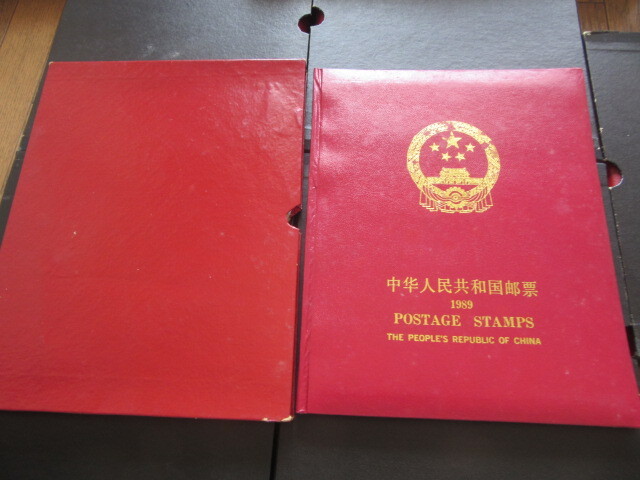 中华人民共和国邮票
1989
POSTAGE STAMPS
THE PEOPLE'S REPUBLIC OF CHINA